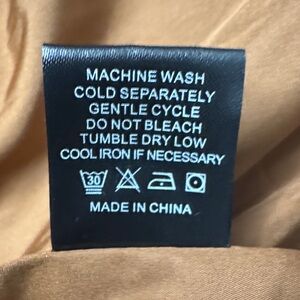 MACHINE WASH
COLD SEPARATELY
GENTLE CYCLE
DO NOT BLEACH
TUMBLE DRY LOW
COOL IRON IF NECESSARY
30
MADE IN CHINA